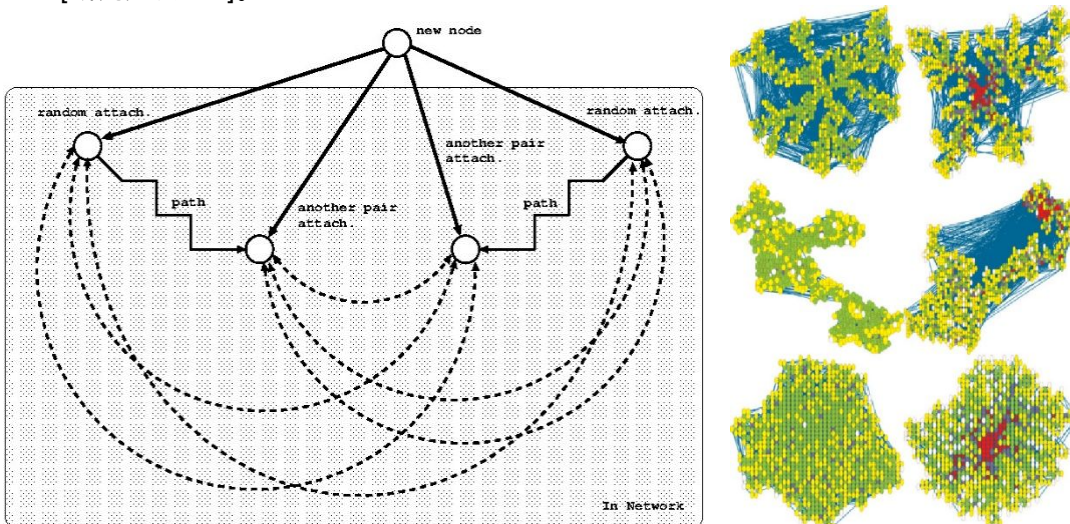 new node
random attach.
random attach.
another pair
attach.
path
another pair
attach.
path
In Network